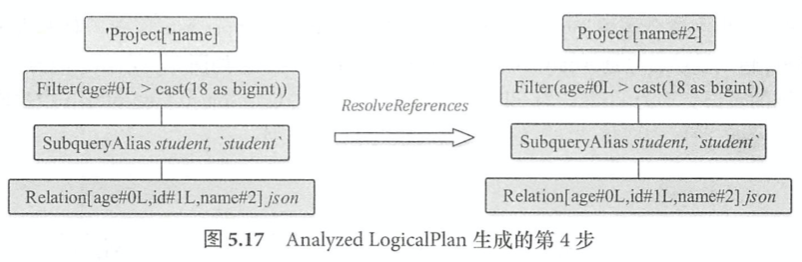 'Project['name]
Filter(age#0L > cast(18 as bigint))
SubqueryAlias student, `student`
Relation[age#0L,id#1L,name#2] json
ResolveReferences
Project [name#2]
Filter(age#0L > cast(18 as bigint))
SubqueryAlias student, `student`
Relation[age#0L,id#1L,name#2] json
图 5.17 Analyzed LogicalPlan 生成的第 4 步